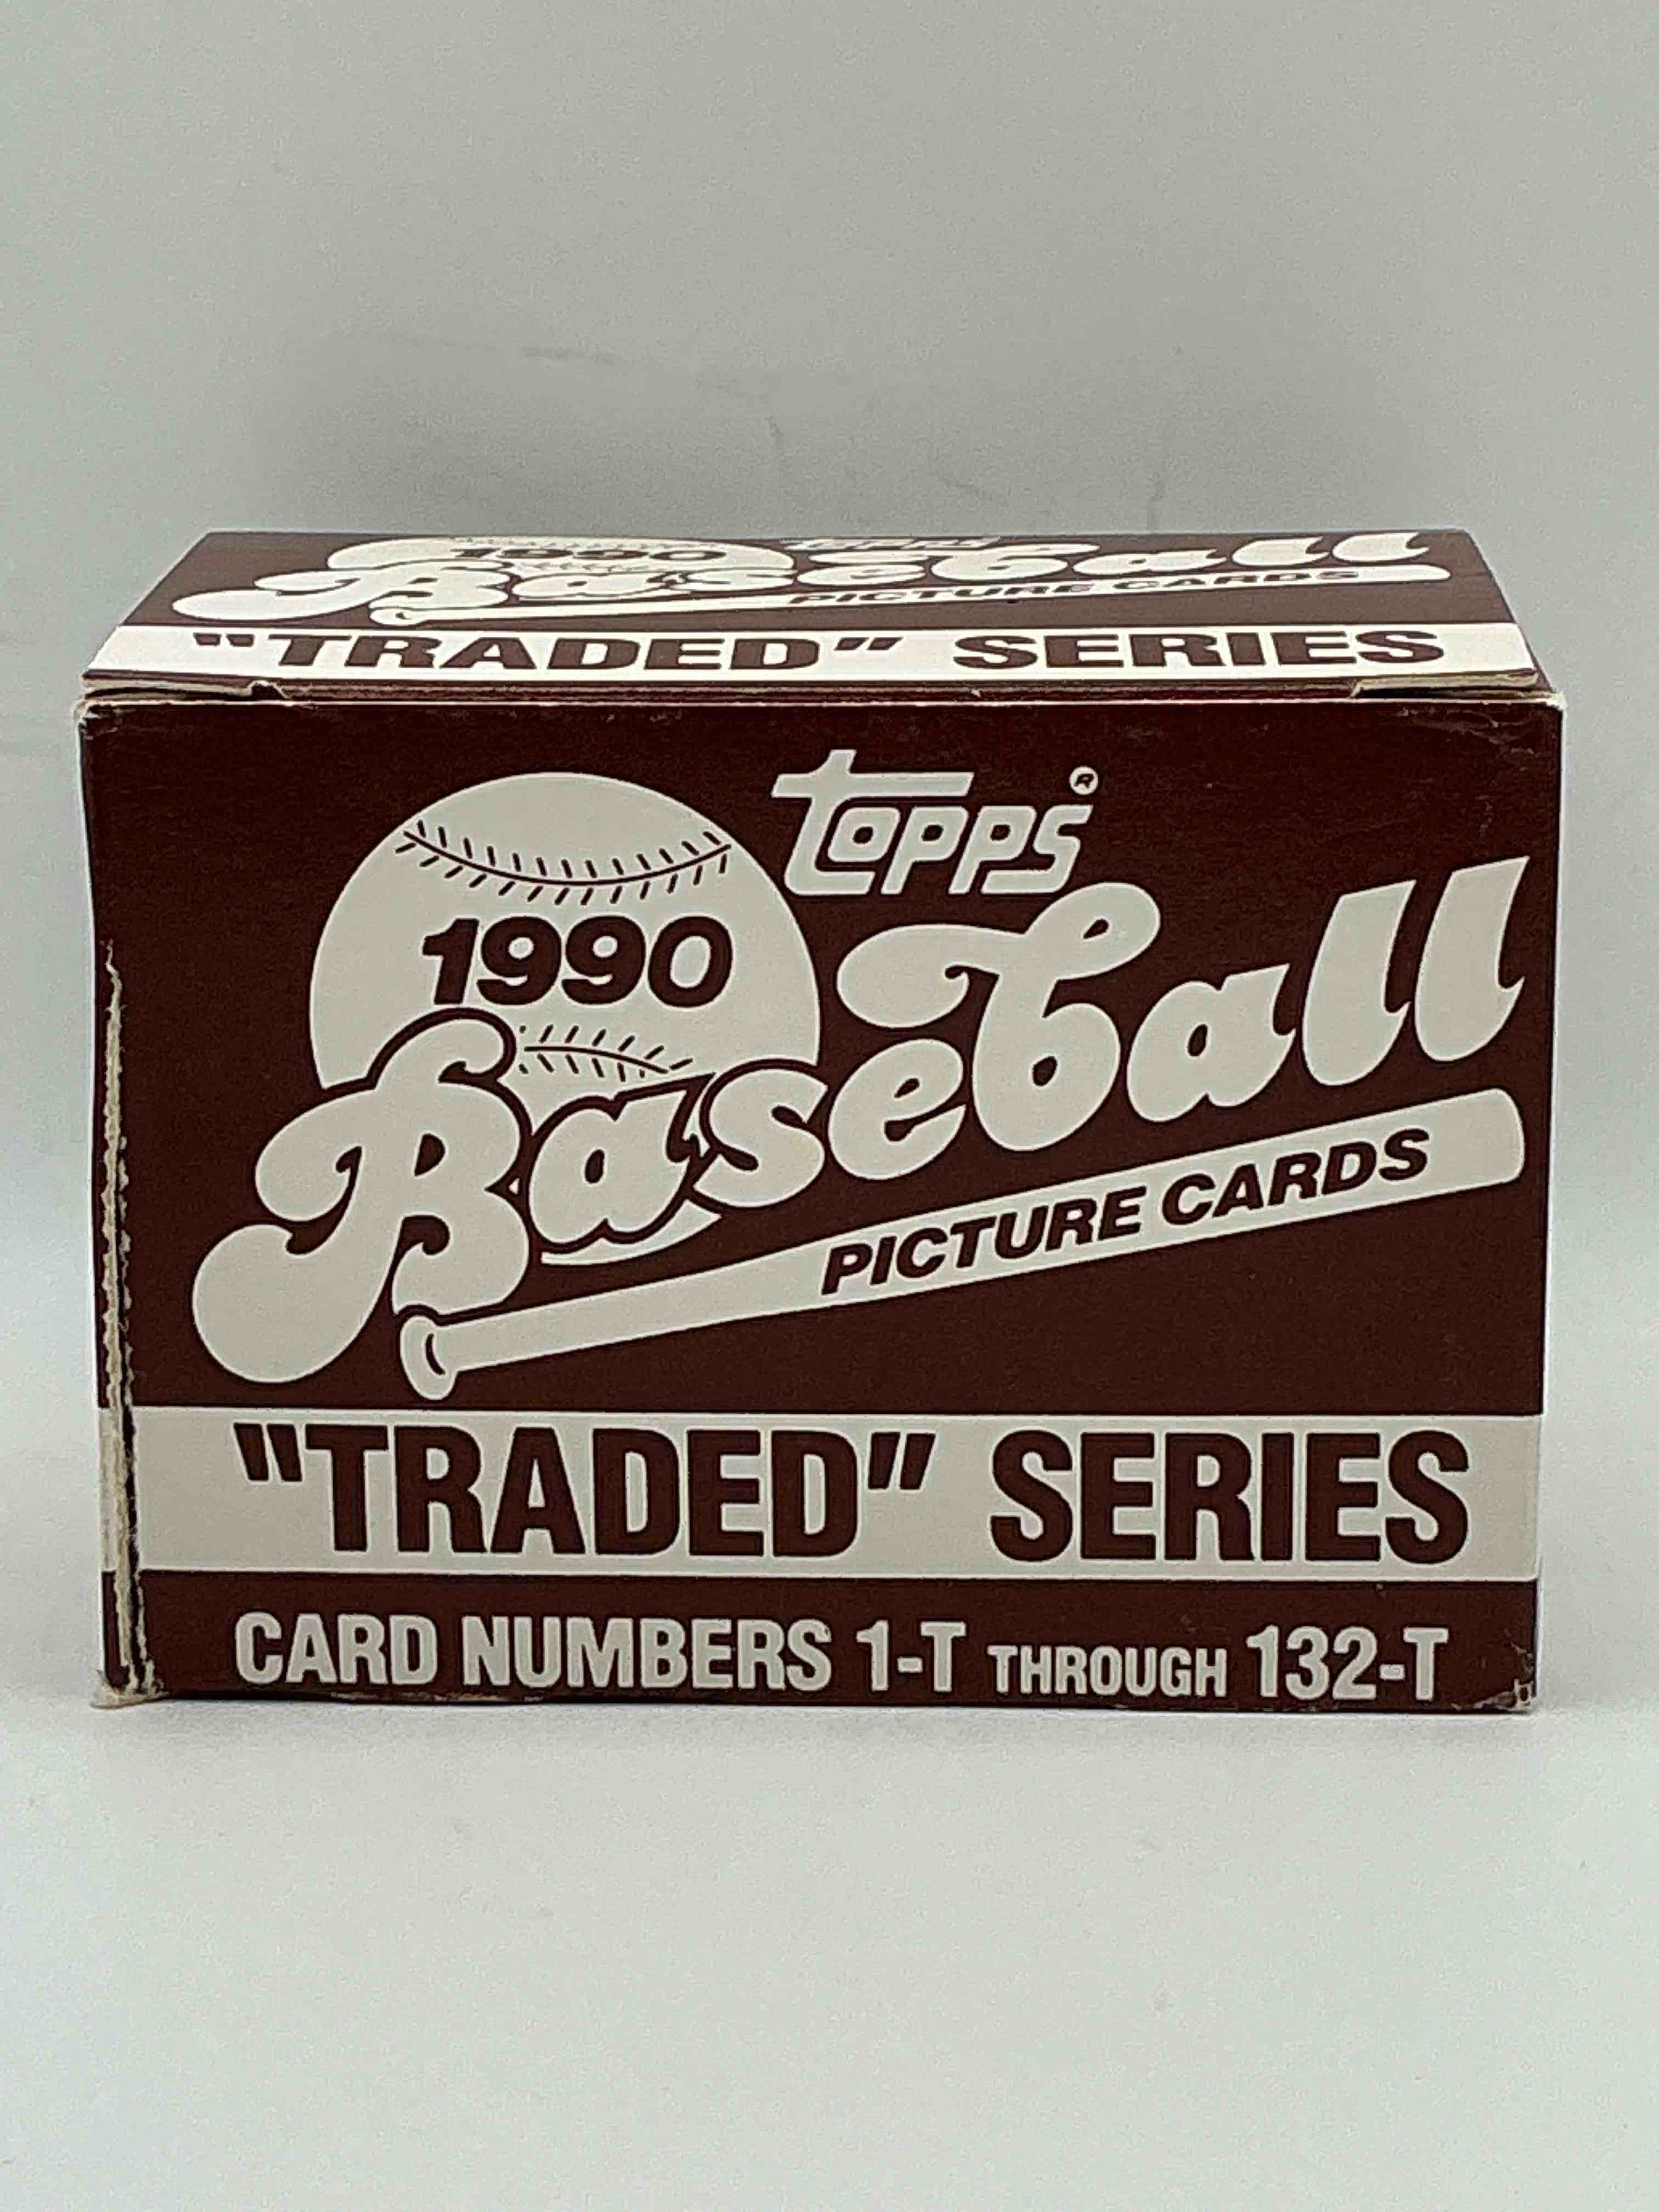 1990
topps
Baseball
PICTURE CARDS
"TRADED" SERIES
topps®
1990
Baseball
PICTURE CARDS
"TRADED" SERIES
CARD NUMBERS 1-T THROUGH 132-T